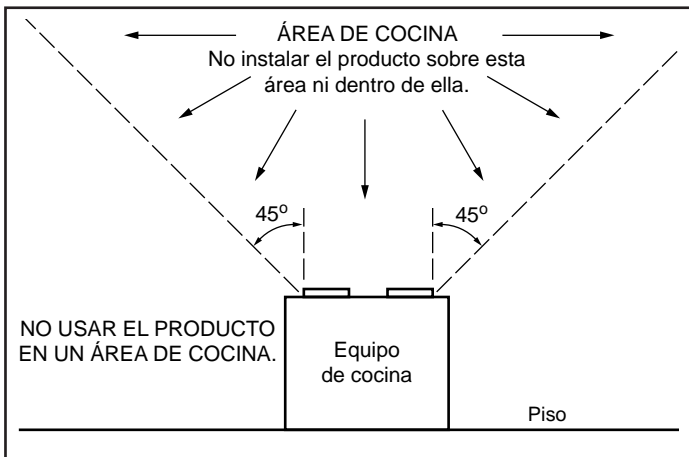 ÁREA DE COCINA
No instalar el producto sobre esta
área ni dentro de ella.
45º
45º
NO USAR EL PRODUCTO
EN UN ÁREA DE COCINA.
Equipo
de cocina
Piso